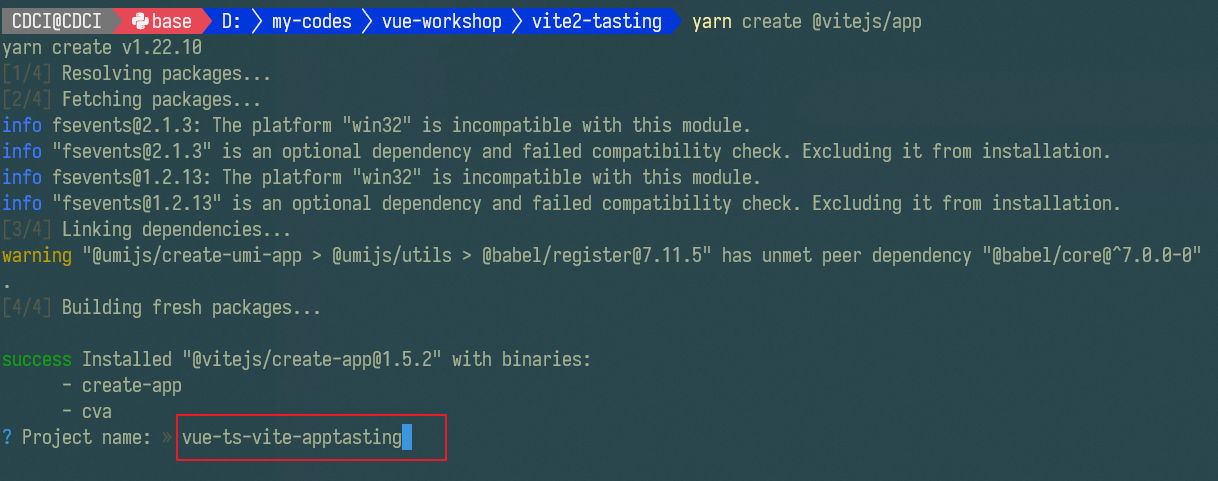 CDCI@CDCI base D: my-codes vue-workshop vite2-tasting yarn create @vitejs/app
yarn create v1.22.10
[1/4] Resolving packages...
[2/4] Fetching packages...
info fsevents@2.1.3: The platform "win32" is incompatible with this module.
info "fsevents@2.1.3" is an optional dependency and failed compatibility check. Excluding it from installation.
info fsevents@1.2.13: The platform "win32" is incompatible with this module.
info "fsevents@1.2.13" is an optional dependency and failed compatibility check. Excluding it from installation.
[3/4] Linking dependencies...
warning "@umijs/create-umi-app > @umijs/utils > @babel/register@7.11.5" has unmet peer dependency "@babel/core@^7.0.0-0"
.
[4/4] Building fresh packages...
success Installed "@vitejs/create-app@1.5.2" with binaries:
- create-app
- cva
? Project name: » vue-ts-vite-apptasting